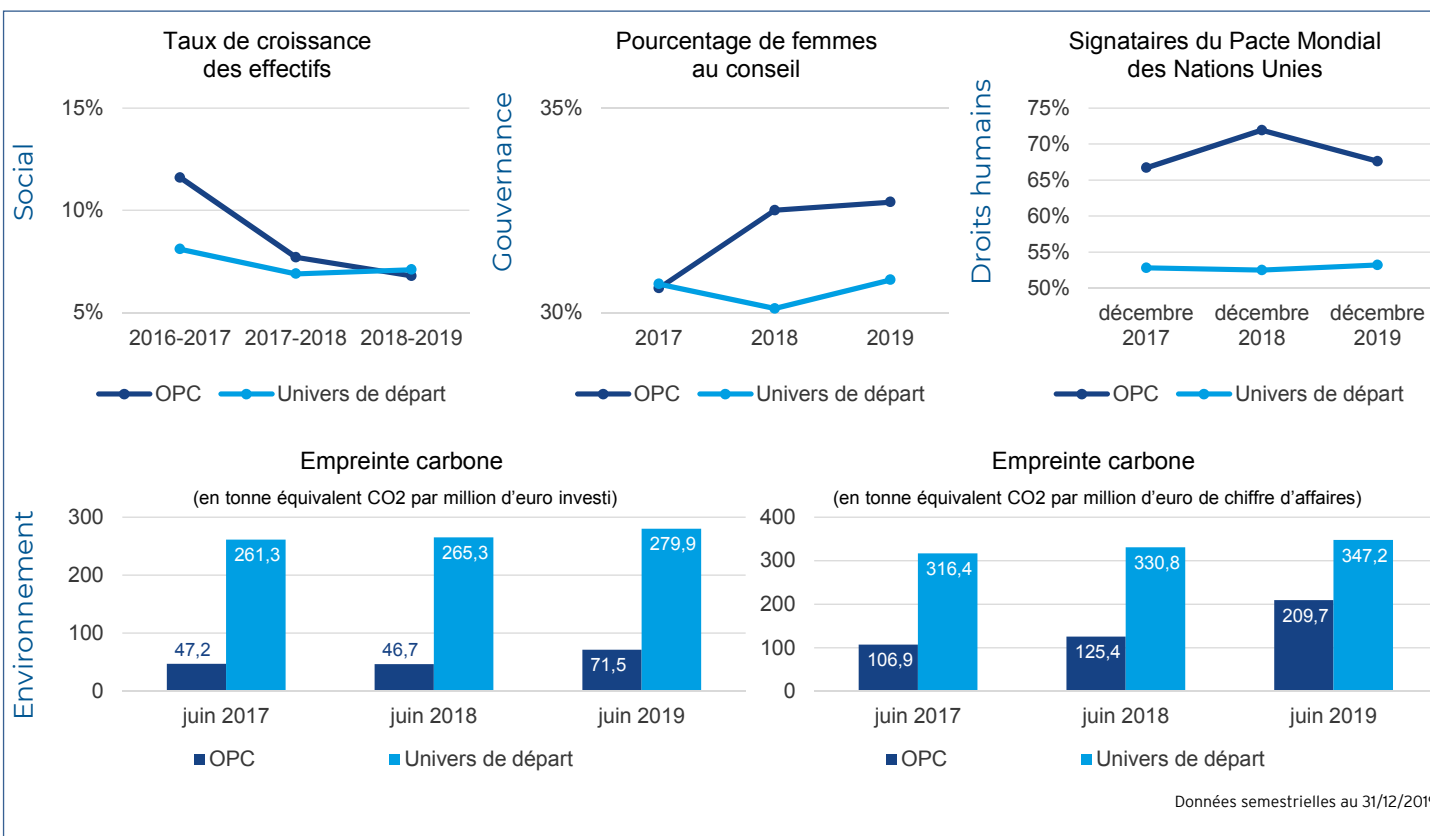 Taux de croissance
des effectifs
Social
15%
10%
5%
2016-2017 2017-2018 2018-2019
OPC Univers de départ
Pourcentage de femmes
au conseil
Gouvernance
35%
30%
2017 2018 2019
OPC Univers de départ
Signataires du Pacte Mondial
des Nations Unies
Droits humains
75%
70%
65%
60%
55%
50%
décembre décembre décembre
2017 2018 2019
OPC Univers de départ
Environnement
Empreinte carbone
(en tonne équivalent CO2 par million d'euro investi)
300
200
100
0
47,2 261,3
46,7 265,3
71,5 279,9
juin 2017 juin 2018 juin 2019
OPC Univers de départ
Empreinte carbone
(en tonne équivalent CO2 par million d'euro de chiffre d'affaires)
400
300
200
100
0
106,9 316,4
125,4 330,8
209,7 347,2
juin 2017 juin 2018 juin 2019
OPC Univers de départ
Données semestrielles au 31/12/2019